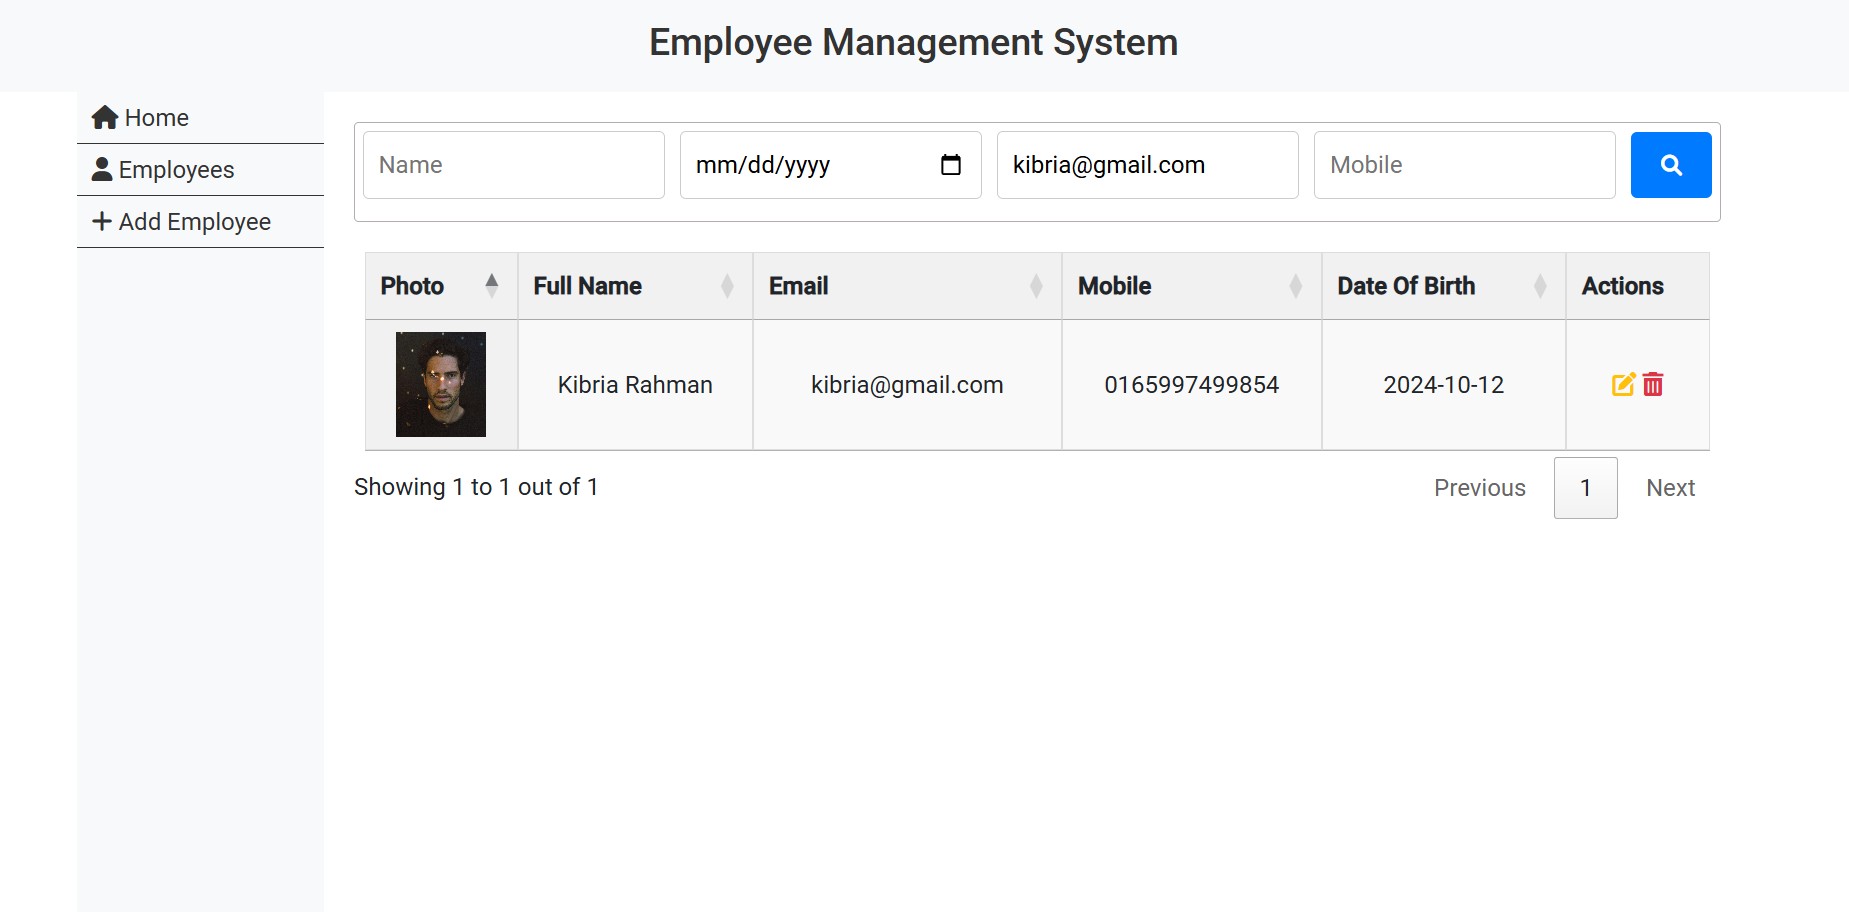 Employee Management System
Home
Employees
Add Employee
Name mm/dd/yyyy kibria@gmail.com Mobile
Photo Full Name Email Mobile Date Of Birth Actions
Kibria Rahman kibria@gmail.com 0165997499854 2024-10-12
Showing 1 to 1 out of 1 Previous 1 Next